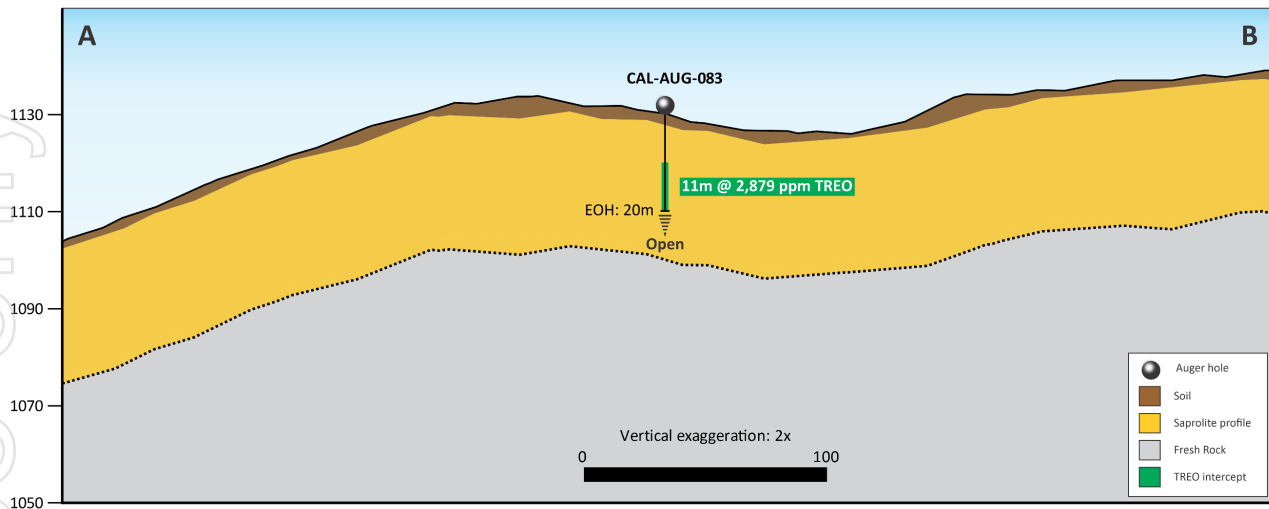 A
B
CAL-AUG-083
1130
11m @ 2,879 ppm TREO
1110
EOH: 20m
Open
1090
1070
1050
Vertical exaggeration: 2x
0
100
Auger hole
Soil
Saprolite profile
Fresh Rock
TREO intercept